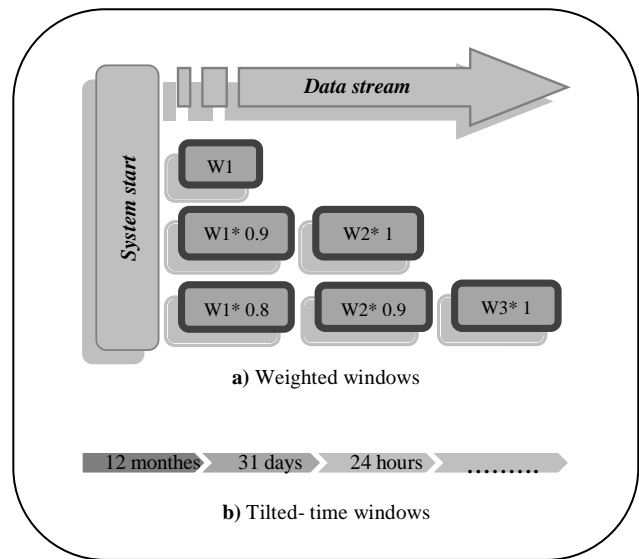 Data stream
System start
W1
W1* 0.9 W2* 1
W1* 0.8 W2* 0.9 W3* 1
a) Weighted windows
12 monthes 31 days 24 hours .........
b) Tilted- time windows